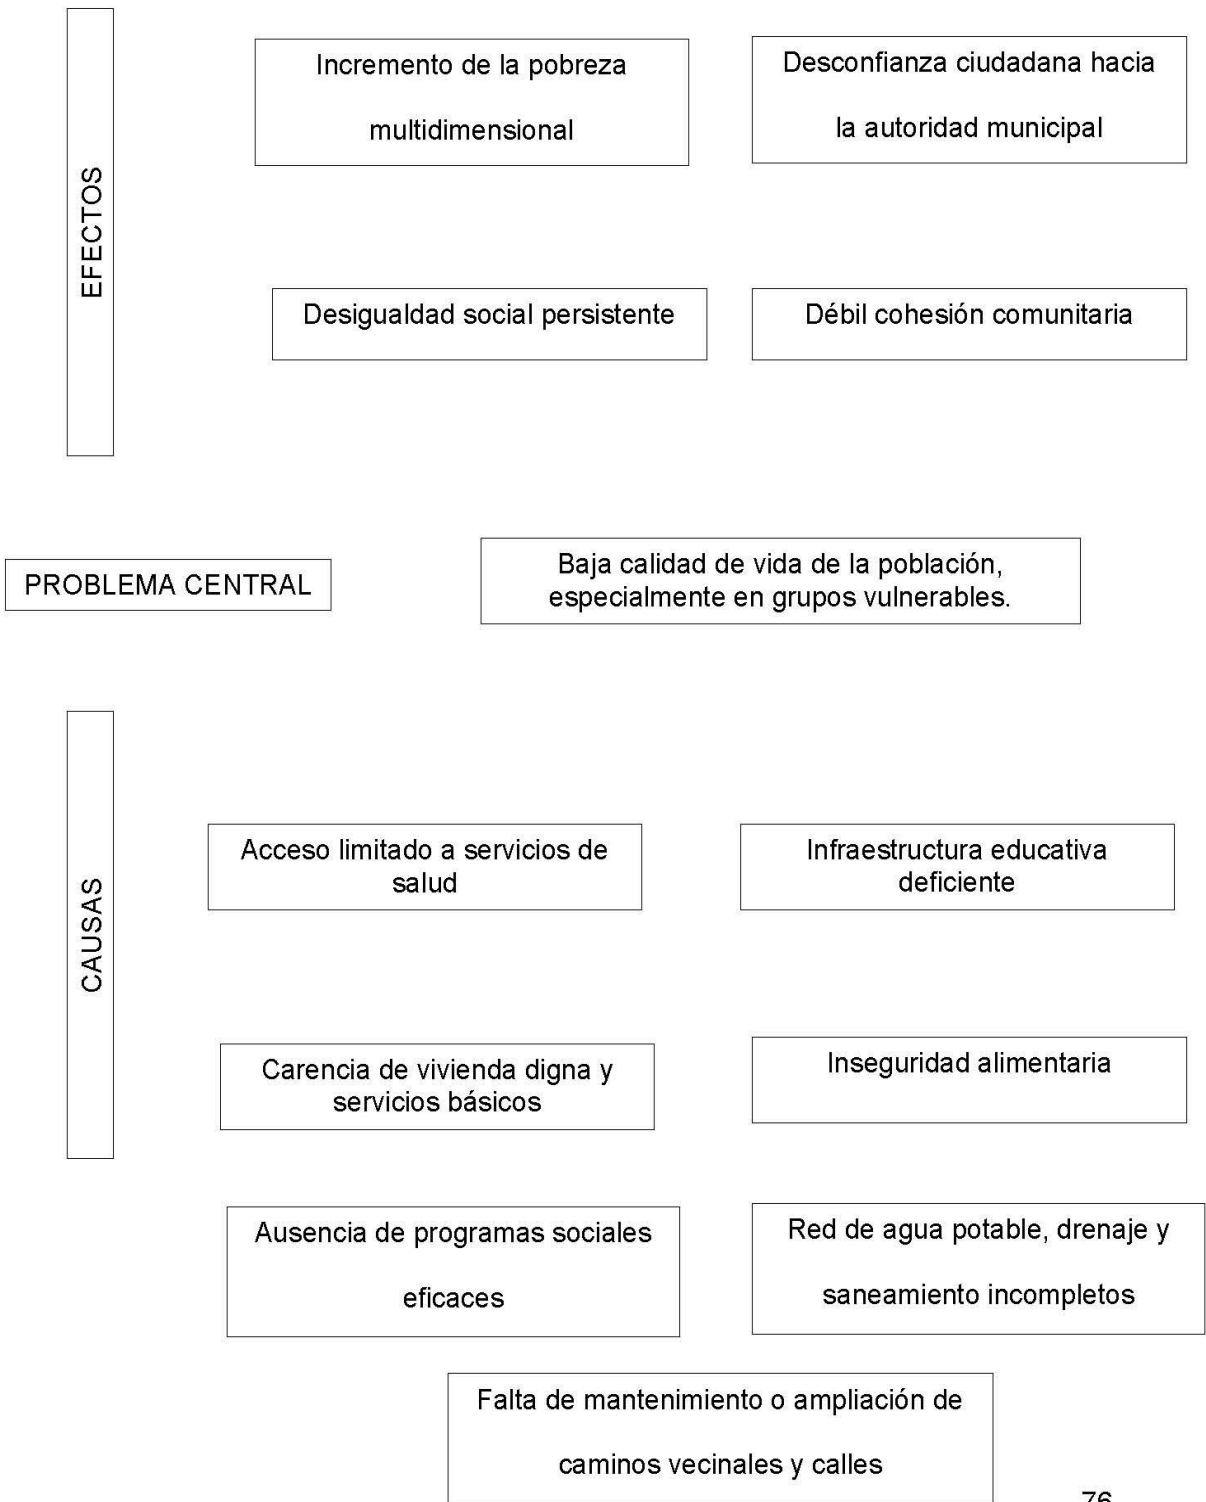 EFECTOS
Incremento de la pobreza
multidimensional
Desconfianza ciudadana hacia
la autoridad municipal
Desigualdad social persistente
Débil cohesión comunitaria
PROBLEMA CENTRAL
Baja calidad de vida de la población,
especialmente en grupos vulnerables.
CAUSAS
Acceso limitado a servicios de
salud
Infraestructura educativa
deficiente
Carencia de vivienda digna y
servicios básicos
Inseguridad alimentaria
Ausencia de programas sociales
eficaces
Red de agua potable, drenaje y
saneamiento incompletos
Falta de mantenimiento o ampliación de
caminos vecinales y calles
76